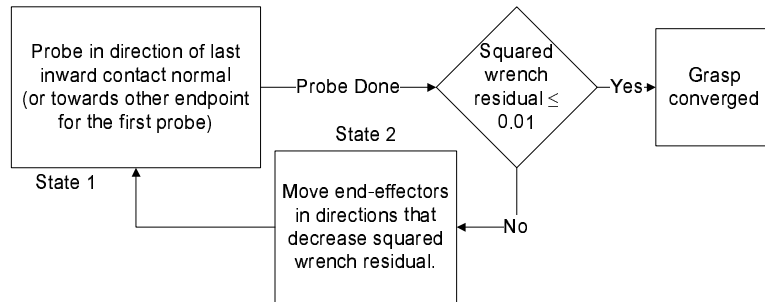 Probe in direction of last
inward contact normal
(or towards other endpoint
for the first probe)
State 1
Probe Done
Squared
wrench
residual ≤
0.01
Yes
Grasp
converged
No
State 2
Move end-effectors
in directions that
decrease squared
wrench residual.